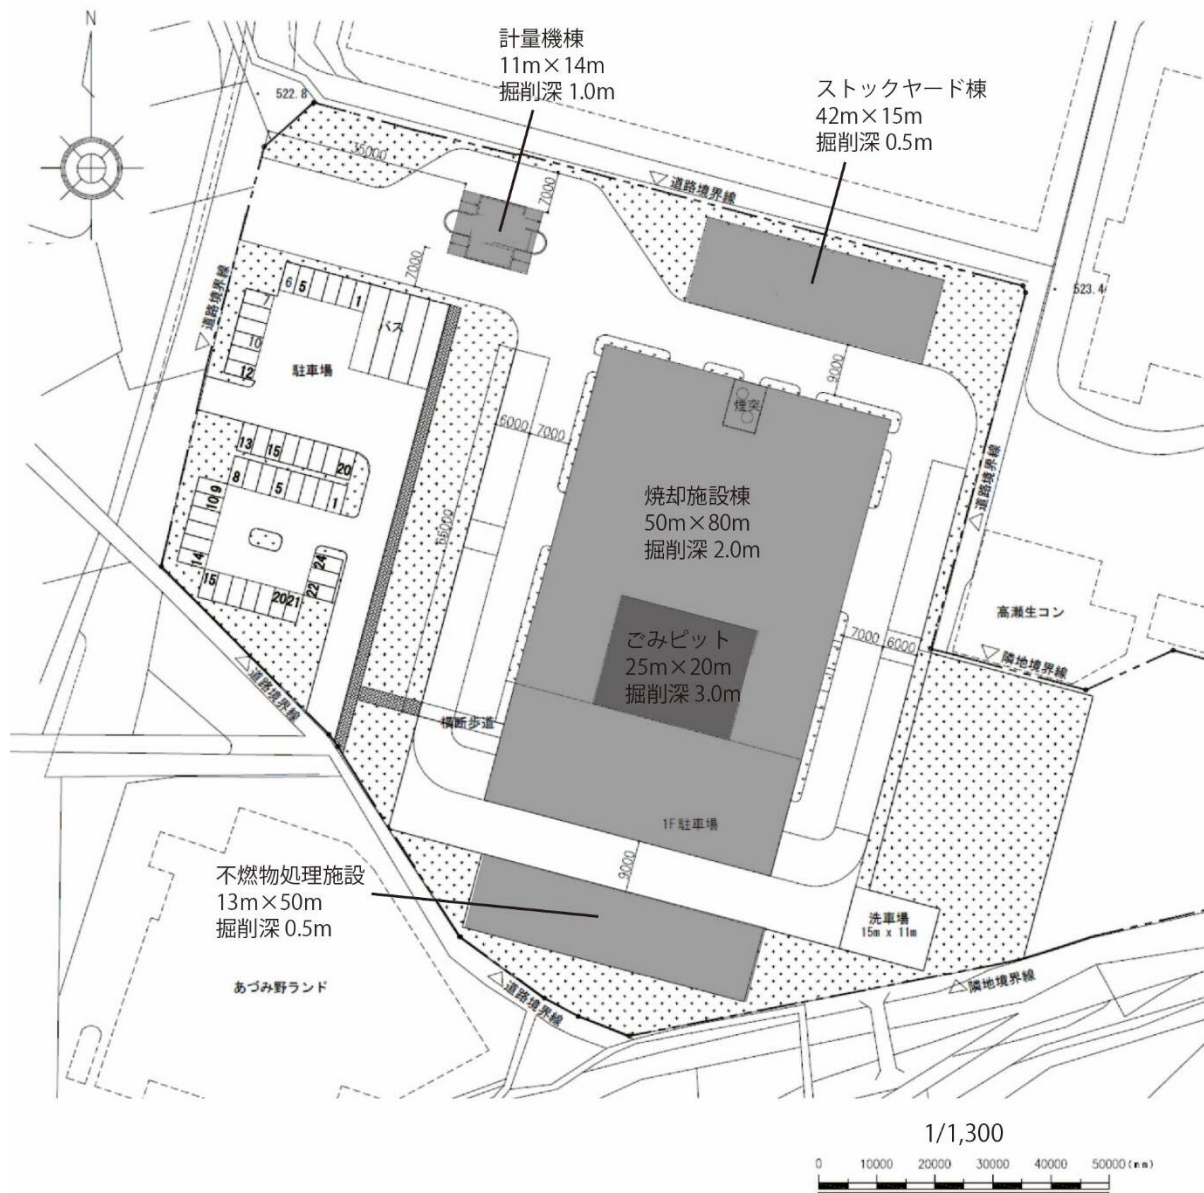 N
計量機棟
11m×14m
掘削深 1.0m
ストックヤード棟
42m×15m
掘削深 0.5m
522.8
35000
7000
道路境界線
523.4
7000
道路境界線
6
5
1
7
バス
10
12
駐車場
9000
煙突
6000
7000
13
15
20
8
5
1
9
10
14
15
20
21
22
24
55000
焼却施設棟
50m×80m
掘削深 2.0m
道路境界線
高瀬生コン
ごみピット
25m×20m
掘削深 3.0m
7000
6000
隣地境界線
道路境界線
横断歩道
1F駐車場
9000
不燃物処理施設
13m×50m
掘削深 0.5m
洗車場
15m x 11m
あづみ野ランド
道路境界線
隣地境界線
1/1,300
0 10000 20000 30000 40000 50000(mm)